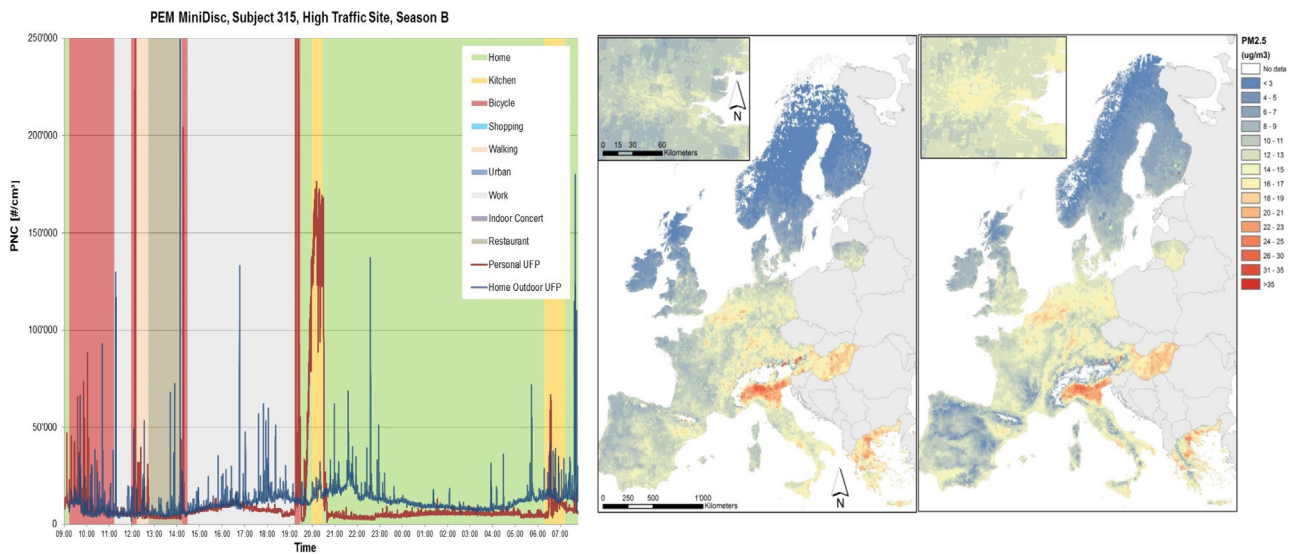 PEM MiniDisc, Subject 315, High Traffic Site, Season B
250'000
200'000
150'000
100'000
50'000
0
PNC [#/cm³]
09:00 10:00 11:00 12:00 13:00 14:00 15:00 16:00 17:00 18:00 19:00 20:00 21:00 22:00 23:00 00:00 01:00 02:00 03:00 04:00 05:00 06:00 07:00
Time
Home
Kitchen
Bicycle
Shopping
Walking
Urban
Work
Indoor Concert
Restaurant
Personal UFP
Home Outdoor UFP
N
0 15 30 60
Kilometers
0 250 500 1'000
Kilometers
N
N
PM2.5
(ug/m3)
No data
< 3
4 - 5
6 - 7
8 - 9
10 - 11
12 - 13
14 - 15
16 - 17
18 - 19
20 - 21
22 - 23
24 - 25
26 - 30
31 - 35
>35